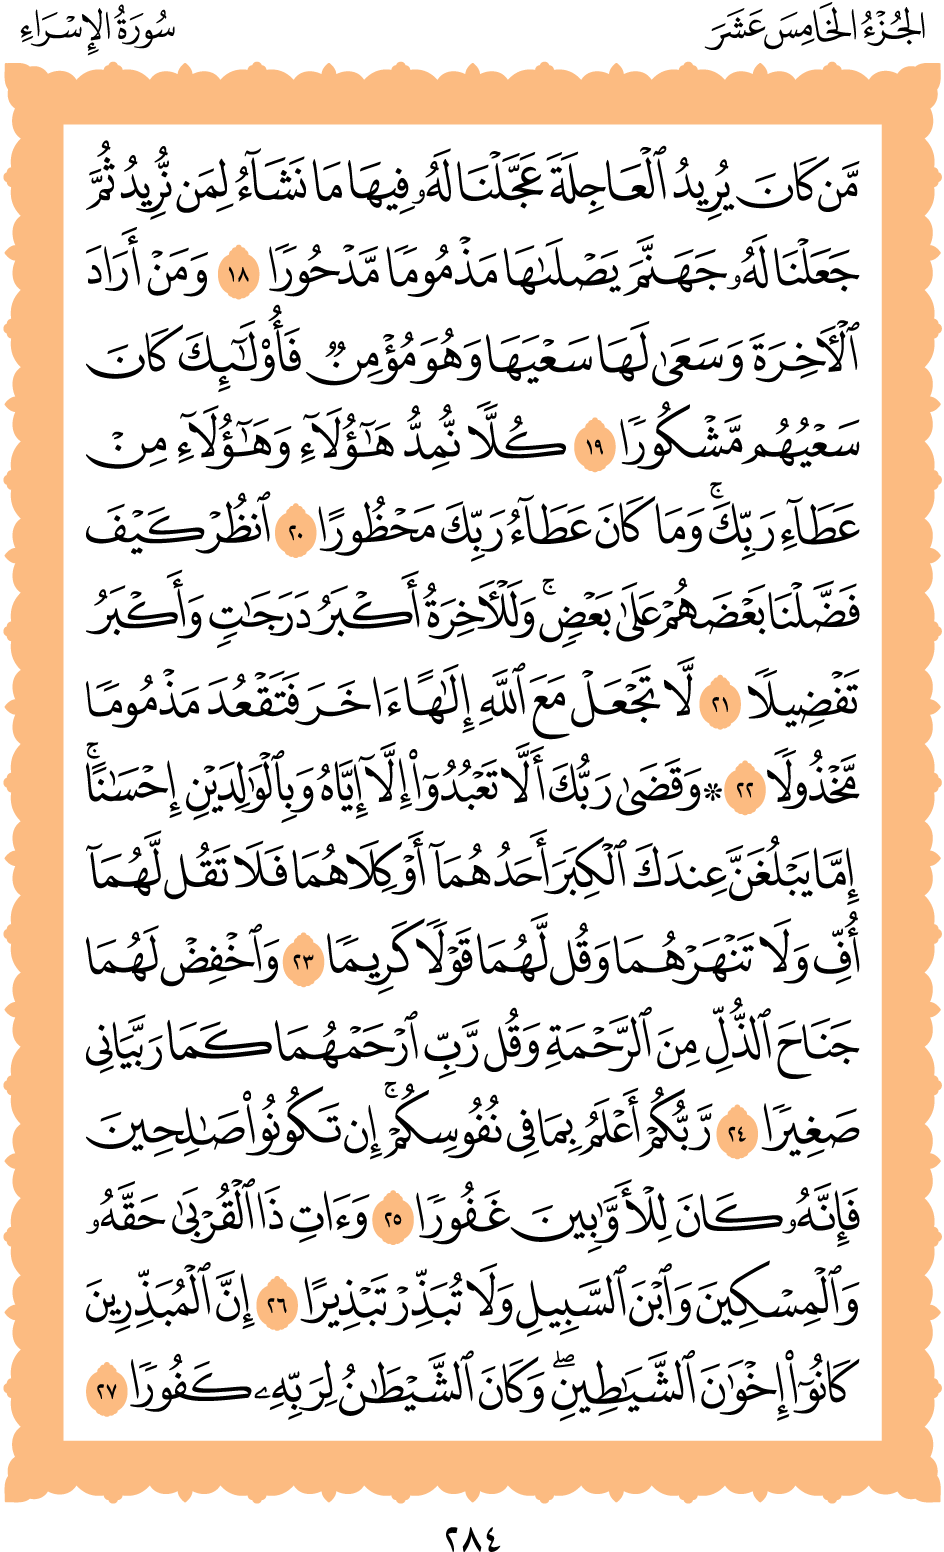 الجُزْءُ الخَامِسَ عَشَرَ
سُورَةُ الإِسْرَاءِ
مَّن كَانَ يُرِيدُ ٱلْعَاجِلَةَ عَجَّلْنَا لَهُۥ فِيهَا مَا نَشَآءُ لِمَن نُّرِيدُ ثُمَّ
جَعَلْنَا لَهُۥ جَهَنَّمَ يَصْلَىٰهَا مَذْمُومًا مَّدْحُورًا ١٨ وَمَنْ أَرَادَ
ٱلْأَخِرَةَ وَسَعَىٰ لَهَا سَعْيَهَا وَهُوَ مُؤْمِنٌ فَأُوْلَـٰٓئِكَ كَانَ
سَعْيُهُم مَّشْكُورًا ١٩ كُلًّا نُّمِدُّ هَـٰٓؤُلَآءِ وَهَـٰٓؤُلَآءِ مِنْ
عَطَآءِ رَبِّكَۚ وَمَا كَانَ عَطَآءُ رَبِّكَ مَحْظُورًا ٢٠ ٱنظُرْ كَيْفَ
فَضَّلْنَا بَعْضَهُمْ عَلَىٰ بَعْضٍۚ وَلَلْأَخِرَةُ أَكْبَرُ دَرَجَـٰتٍ وَأَكْبَرُ
تَفْضِيلًا ٢١ لَّا تَجْعَلْ مَعَ ٱللَّهِ إِلَـٰهًا ءَاخَرَ فَتَقْعُدَ مَذْمُومًا
مَّخْذُولًا ٢٢ ۞ وَقَضَىٰ رَبُّكَ أَلَّا تَعْبُدُوٓا۟ إِلَّآ إِيَّاهُ وَبِٱلْوَٰلِدَيْنِ إِحْسَـٰنًاۚ
إِمَّا يَبْلُغَنَّ عِندَكَ ٱلْكِبَرَ أَحَدُهُمَآ أَوْ كِلَاهُمَا فَلَا تَقُل لَّهُمَآ
أُفٍّ وَلَا تَنْهَرْهُمَا وَقُل لَّهُمَا قَوْلًا كَرِيمًا ٢٣ وَٱخْفِضْ لَهُمَا
جَنَاحَ ٱلذُّلِّ مِنَ ٱلرَّحْمَةِ وَقُل رَّبِّ ٱرْحَمْهُمَا كَمَا رَبَّيَانِى
صَغِيرًا ٢٤ رَّبُّكُمْ أَعْلَمُ بِمَا فِى نُفُوسِكُمْۚ إِن تَكُونُوا۟ صَـٰلِحِينَ
فَإِنَّهُۥ كَانَ لِلْأَوَّٰبِينَ غَفُورًا ٢٥ وَءَاتِ ذَا ٱلْقُرْبَىٰ حَقَّهُۥ
وَٱلْمِسْكِينَ وَٱبْنَ ٱلسَّبِيلِ وَلَا تُبَذِّرْ تَبْذِيرًا ٢٦ إِنَّ ٱلْمُبَذِّرِينَ
كَانُوٓا۟ إِخْوَٰنَ ٱلشَّيَـٰطِينِۖ وَكَانَ ٱلشَّيْطَـٰنُ لِرَبِّهِۦ كَفُورًا ٢٧
٢٨٤